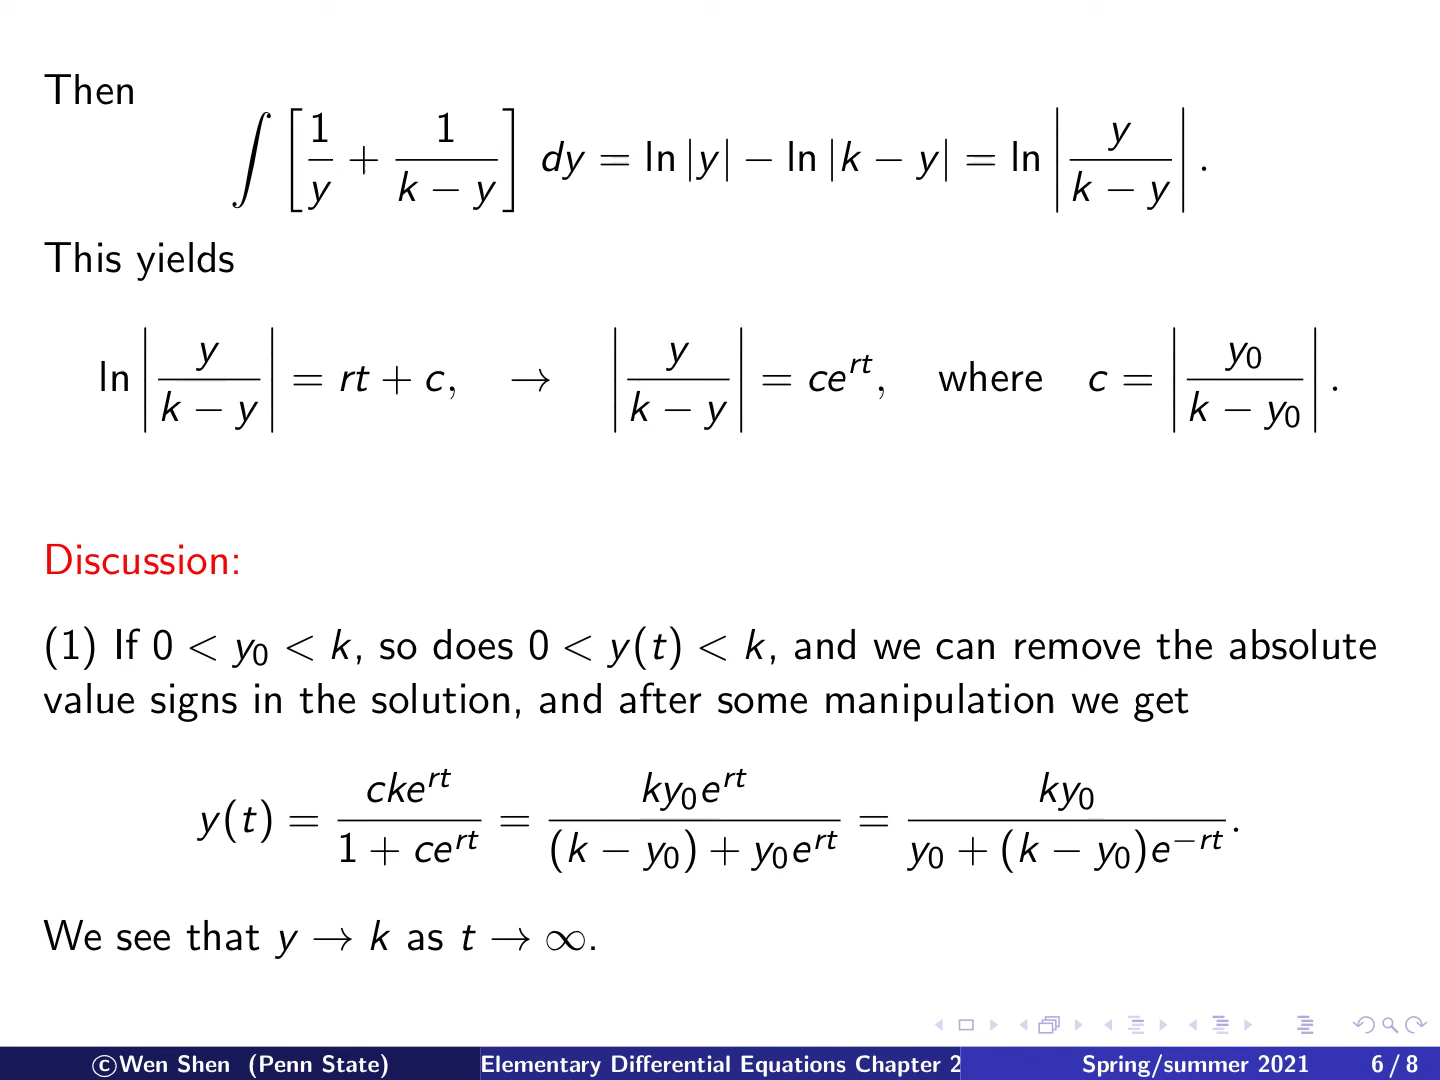 Then
∫ [ 1/y + 1/(k − y) ] dy = ln |y| − ln |k − y| = ln | y/(k − y) | .
This yields
ln | y/(k − y) | = rt + c, → | y/(k − y) | = ce^{rt}, where c = | y₀/(k − y₀) | .
Discussion:
(1) If 0 < y₀ < k, so does 0 < y(t) < k, and we can remove the absolute
value signs in the solution, and after some manipulation we get
y(t) = cke^{rt}/(1 + ce^{rt}) = ky₀e^{rt}/((k − y₀) + y₀e^{rt}) = ky₀/(y₀ + (k − y₀)e^{−rt}).
We see that y → k as t → ∞.
©Wen Shen (Penn State) Elementary Differential Equations Chapter 2 Spring/summer 2021 6 / 8